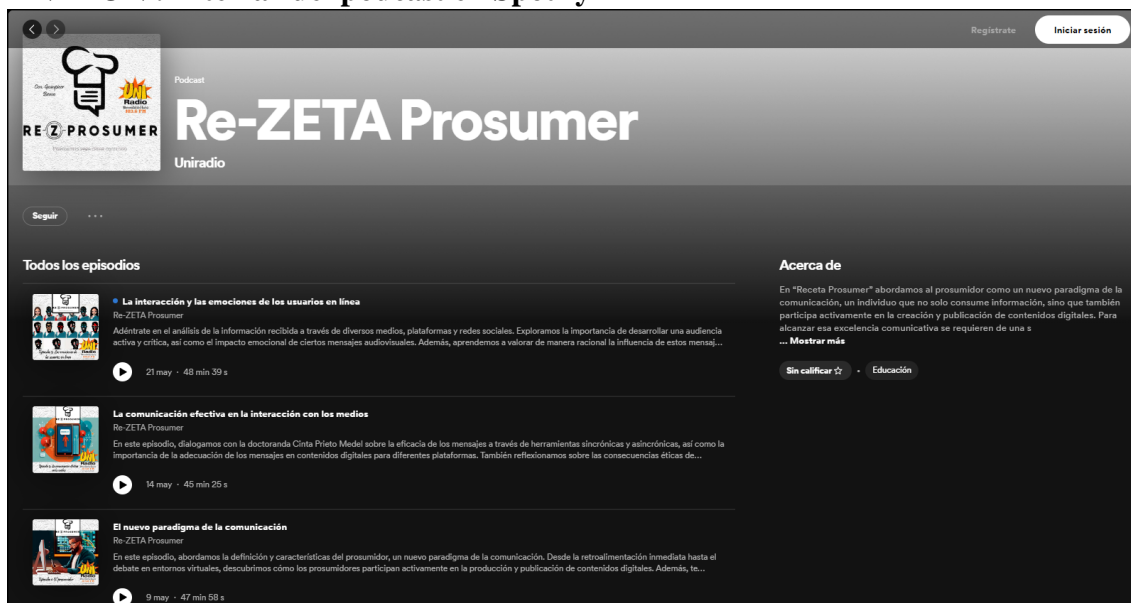 Regístrate
Iniciar sesión
UNI
Radio
RE-Z-PROSUMER
Podcast
Re-ZETA Prosumer
Uniradio
Seguir
...
Todos los episodios
La interacción y las emociones de los usuarios en línea
Re-ZETA Prosumer
Adéntrate en el análisis de la información recibida a través de diversos medios, plataformas y redes sociales. Exploramos la importancia de desarrollar una audiencia
activa y crítica, así como el impacto emocional de ciertos mensajes audiovisuales. Además, aprendemos a valorar de manera racional la influencia de estos mensaj...
21 may · 48 min 39 s
La comunicación efectiva en la interacción con los medios
Re-ZETA Prosumer
En este episodio, dialogamos con la doctoranda Cinta Prieto Medel sobre la eficacia de los mensajes a través de herramientas sincrónicas y asincrónicas, así como la
importancia de la adecuación de los mensajes en contenidos digitales para diferentes plataformas. También reflexionamos sobre las consecuencias éticas de...
14 may · 45 min 25 s
El nuevo paradigma de la comunicación
Re-ZETA Prosumer
En este episodio, abordamos la definición y características del prosumidor, un nuevo paradigma de la comunicación. Desde la retroalimentación inmediata hasta el
debate en entornos virtuales, descubrimos cómo los prosumidores participan activamente en la producción y publicación de contenidos digitales. Además, te...
9 may · 47 min 58 s
Acerca de
En “Receta Prosumer” abordamos al prosumidor como un nuevo paradigma de la
comunicación, un individuo que no solo consume información, sino que también
participa activamente en la creación y publicación de contenidos digitales. Para
alcanzar esa excelencia comunicativa se requieren de una s
... Mostrar más
Sin calificar ☆ · Educación